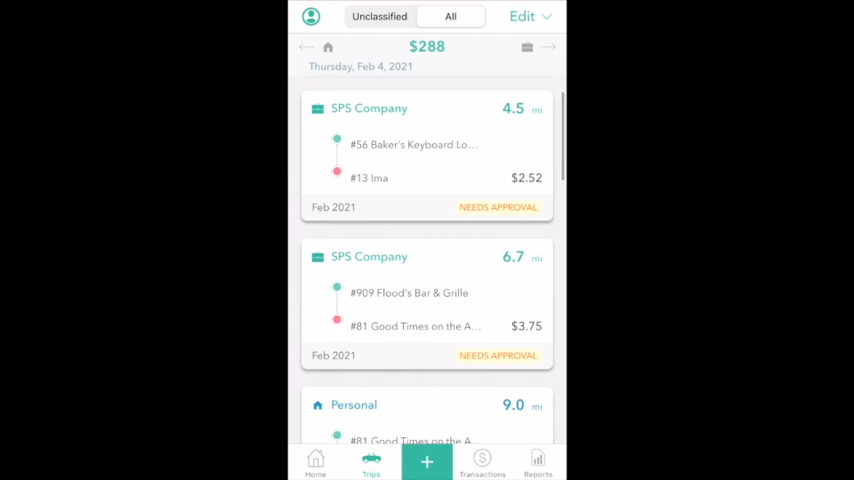 Unclassified All Edit
$288
Thursday, Feb 4, 2021
SPS Company 4.5 mi
#56 Baker's Keyboard Lo...
#13 Ima $2.52
Feb 2021 NEEDS APPROVAL
SPS Company 6.7 mi
#909 Flood's Bar & Grille
#81 Good Times on the A... $3.75
Feb 2021 NEEDS APPROVAL
Personal 9.0 mi
#81 Good Times on the A
Home Trips + Transactions Reports